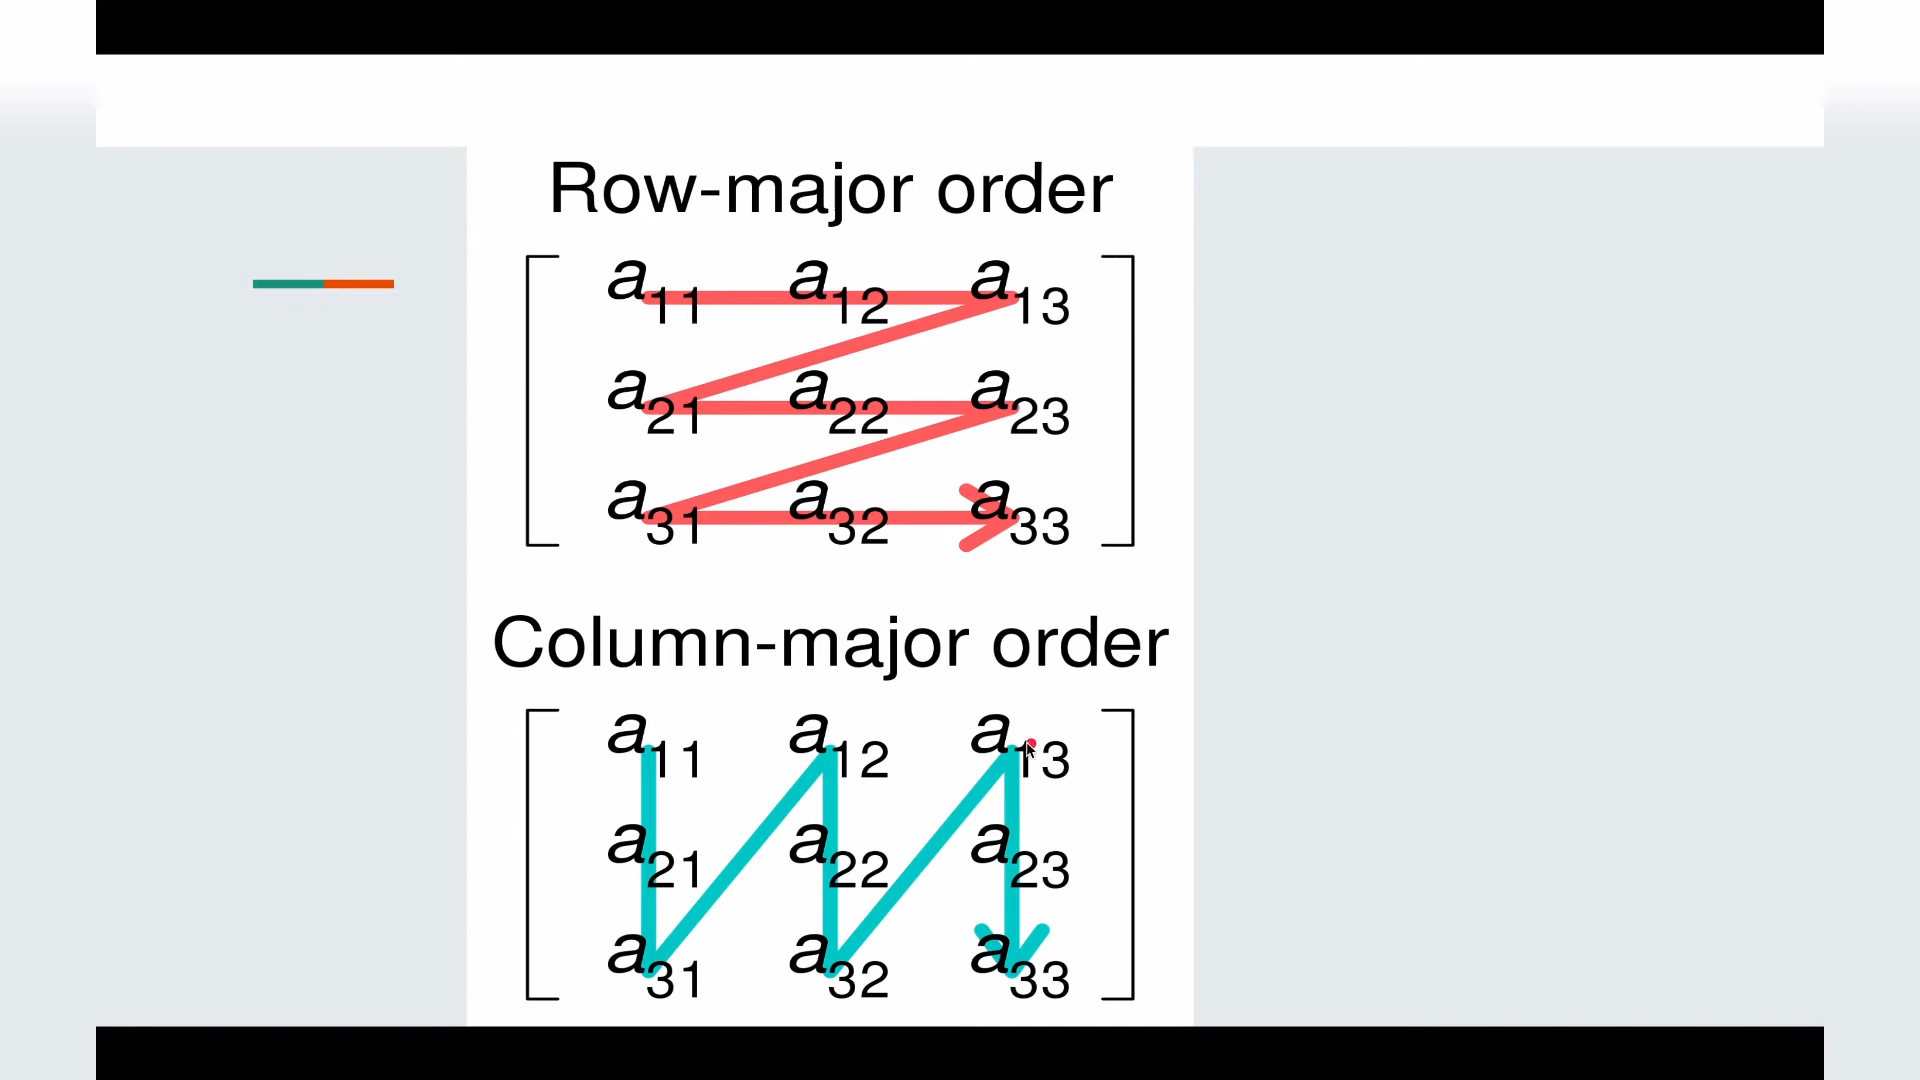 Row-major order
a11 a12 a13
a21 a22 a23
a31 a32 a33
Column-major order
a11 a12 a13
a21 a22 a23
a31 a32 a33